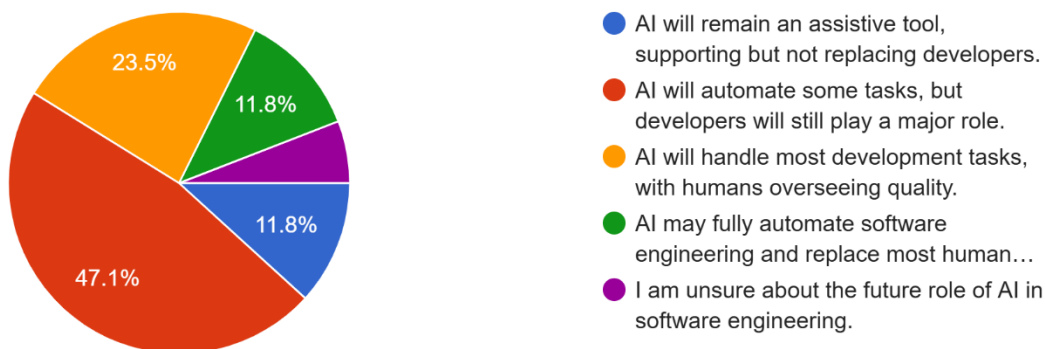 23.5%
11.8%
11.8%
47.1%
AI will remain an assistive tool,
supporting but not replacing developers.
AI will automate some tasks, but
developers will still play a major role.
AI will handle most development tasks,
with humans overseeing quality.
AI may fully automate software
engineering and replace most human…
I am unsure about the future role of AI in
software engineering.